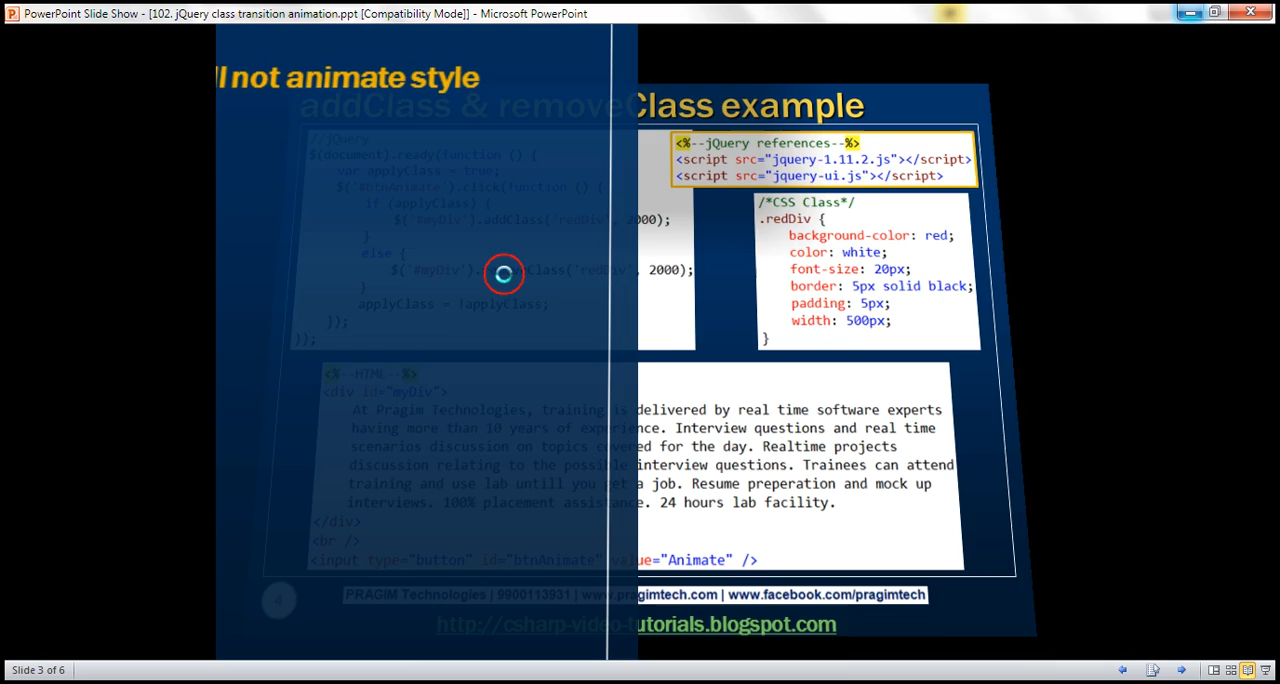 PowerPoint Slide Show - [102. jQuery class transition animation.ppt [Compatibility Mode]] - Microsoft PowerPoint
ll not animate style
addClass & removeClass example
//jQuery
$(document).ready(function () {
var applyClass = true;
$('#btnAnimate').click(function () {
if (applyClass) {
$('#myDiv').addClass('redDiv', 2000);
}
else {
$('#myDiv').removeClass('redDiv', 2000);
}
applyClass = !applyClass;
});
});
<%--jQuery references--%>
<script src="jquery-1.11.2.js"></script>
<script src="jquery-ui.js"></script>
/*CSS Class*/
.redDiv {
background-color: red;
color: white;
font-size: 20px;
border: 5px solid black;
padding: 5px;
width: 500px;
}
<%--HTML--%>
<div id="myDiv">
At Pragim Technologies, training is delivered by real time software experts
having more than 10 years of experience. Interview questions and real time
scenarios discussion on topics covered for the day. Realtime projects
discussion relating to the possible interview questions. Trainees can attend
training and use lab untill you get a job. Resume preperation and mock up
interviews. 100% placement assistance. 24 hours lab facility.
</div>
<br />
<input type="button" id="btnAnimate" value="Animate" />
4
PRAGIM Technologies | 9900113931 | www.pragimtech.com | www.facebook.com/pragimtech
http://csharp-video-tutorials.blogspot.com
Slide 3 of 6